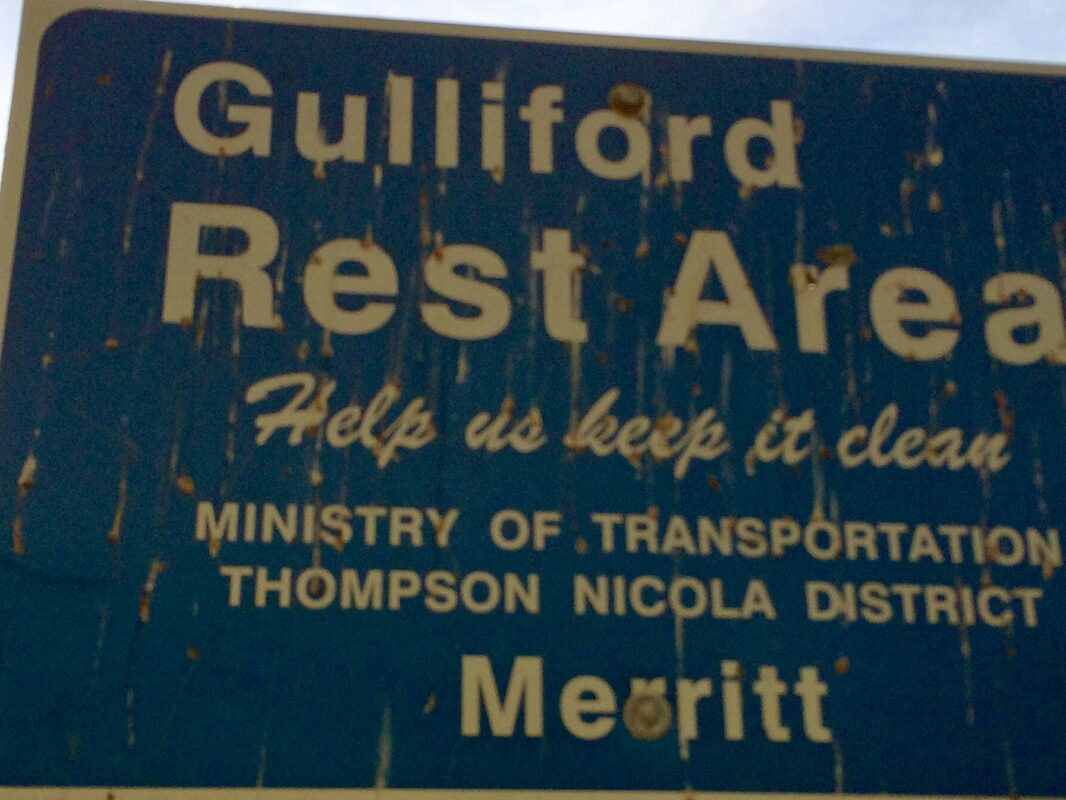 Gulliford
Rest Area
Help us keep it clean
MINISTRY OF TRANSPORTATION
THOMPSON NICOLA DISTRICT
Merritt